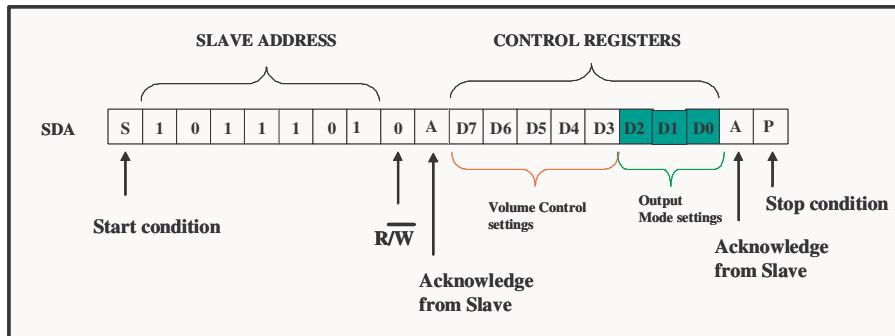 SLAVE ADDRESS CONTROL REGISTERS
SDA S 1 0 1 1 1 0 1 0 A D7 D6 D5 D4 D3 D2 D1 D0 A P
Volume Control
settings
Output
Mode settings
Start condition
R/W
Stop condition
Acknowledge
from Slave
Acknowledge
from Slave